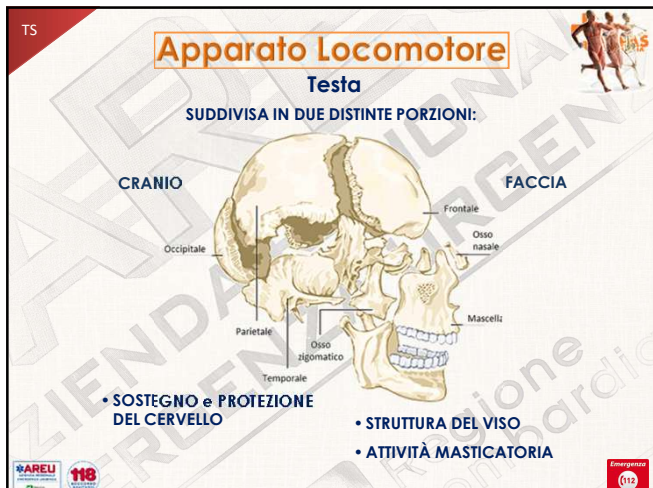 TS
Apparato Locomotore
Testa
SUDDIVISA IN DUE DISTINTE PORZIONI:
CRANIO
FACCIA
Frontale
Osso
nasale
Occipitale
Mascella
Parietale
Osso
zigomatico
Temporale
• SOSTEGNO e PROTEZIONE
DEL CERVELLO
• STRUTTURA DEL VISO
• ATTIVITÀ MASTICATORIA
AREU
118
Regione
Emergenza
112